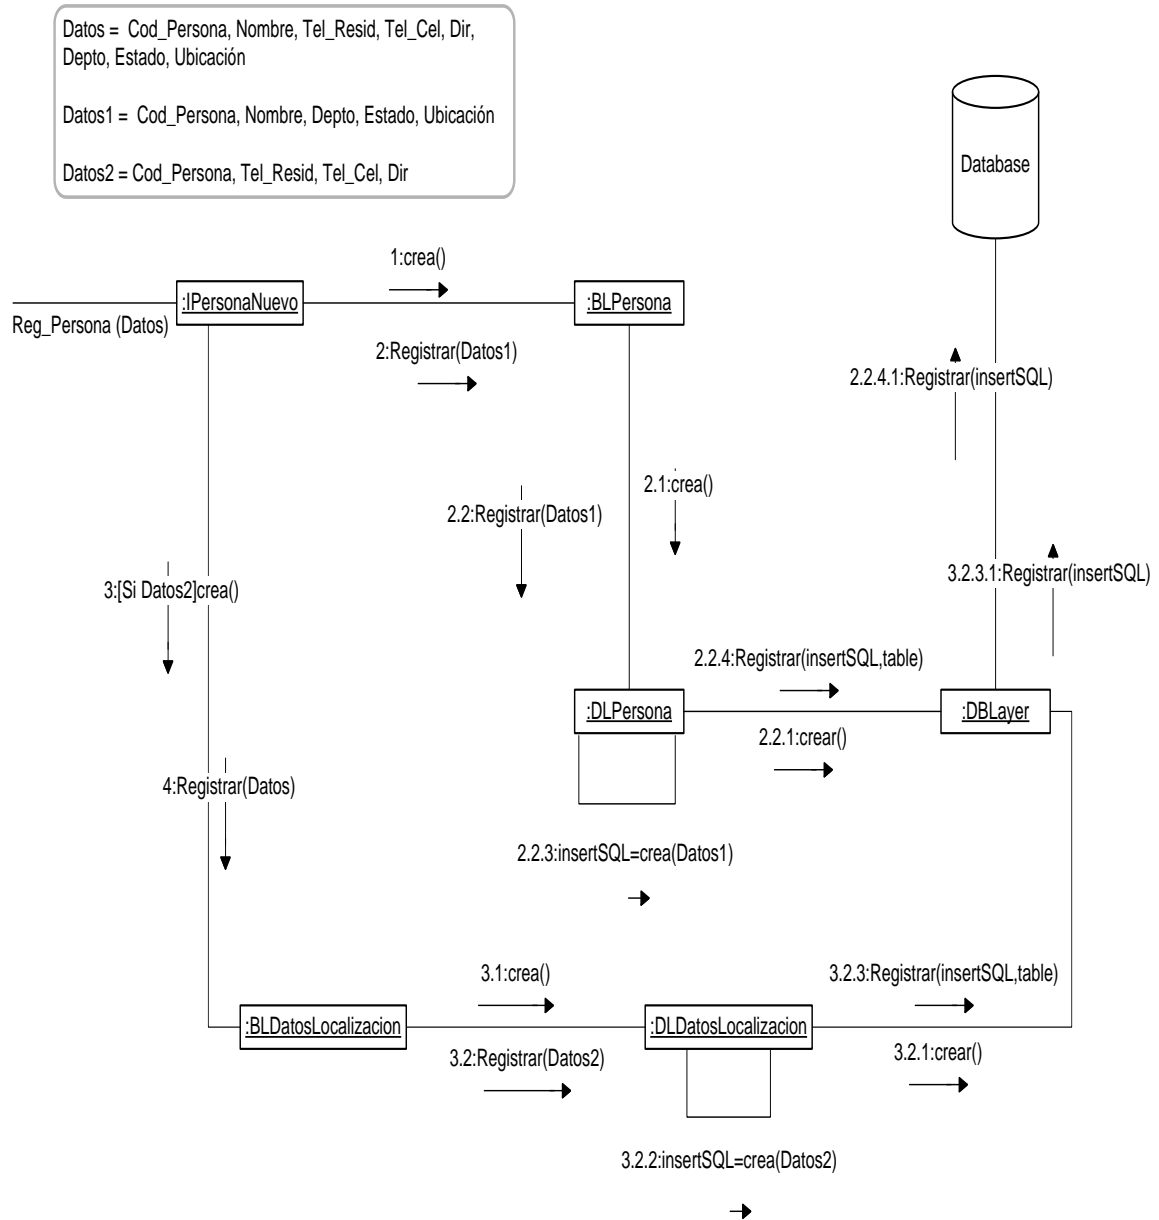 Datos = Cod_Persona, Nombre, Tel_Resid, Tel_Cel, Dir,
Depto, Estado, Ubicación
Datos1 = Cod_Persona, Nombre, Depto, Estado, Ubicación
Datos2 = Cod_Persona, Tel_Resid, Tel_Cel, Dir
Database
1:crea()
:IPersonaNuevo
:BLPersona
Reg_Persona (Datos)
2:Registrar(Datos1)
2.2.4.1:Registrar(insertSQL)
2.1:crea()
2.2:Registrar(Datos1)
3.2.3.1:Registrar(insertSQL)
3:[Si Datos2]crea()
2.2.4:Registrar(insertSQL,table)
:DLPersona
:DBLayer
2.2.1:crear()
4:Registrar(Datos)
2.2.3:insertSQL=crea(Datos1)
3.1:crea()
3.2.3:Registrar(insertSQL,table)
:BLDatosLocalizacion
:DLDatosLocalizacion
3.2:Registrar(Datos2)
3.2.1:crear()
3.2.2:insertSQL=crea(Datos2)